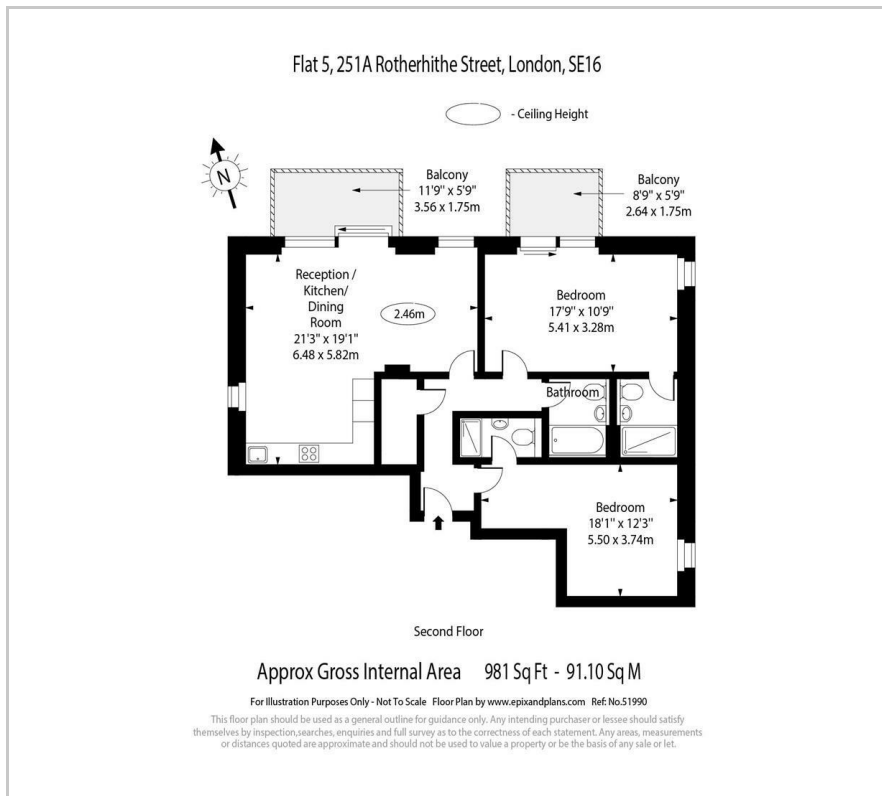 Flat 5, 251A Rotherhithe Street, London, SE16
- Ceiling Height
N
Balcony
11'9" x 5'9"
3.56 x 1.75m
Balcony
8'9" x 5'9"
2.64 x 1.75m
Reception /
Kitchen/
Dining
Room
21'3" x 19'1"
6.48 x 5.82m
2.46m
Bedroom
17'9" x 10'9"
5.41 x 3.28m
Bathroom
Bedroom
18'1" x 12'3"
5.50 x 3.74m
Second Floor
Approx Gross Internal Area 981 Sq Ft - 91.10 Sq M
For Illustration Purposes Only - Not To Scale Floor Plan by www.epixandplans.com Ref: No.51990
This floor plan should be used as a general outline for guidance only. Any intending purchaser or lessee should satisfy
themselves by inspection,searches, enquiries and full survey as to the correctness of each statement. Any areas, measurements
or distances quoted are approximate and should not be used to value a property or be the basis of any sale or let.